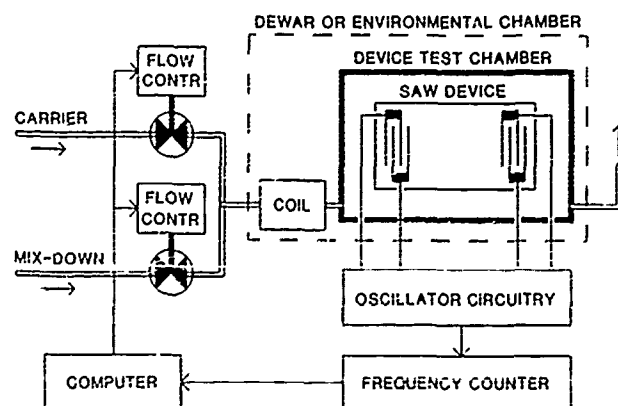 DEWAR OR ENVIRONMENTAL CHAMBER
FLOW
CONTR
DEVICE TEST CHAMBER
SAW DEVICE
CARRIER
FLOW
CONTR
COIL
MIX-DOWN
OSCILLATOR CIRCUITRY
COMPUTER
FREQUENCY COUNTER